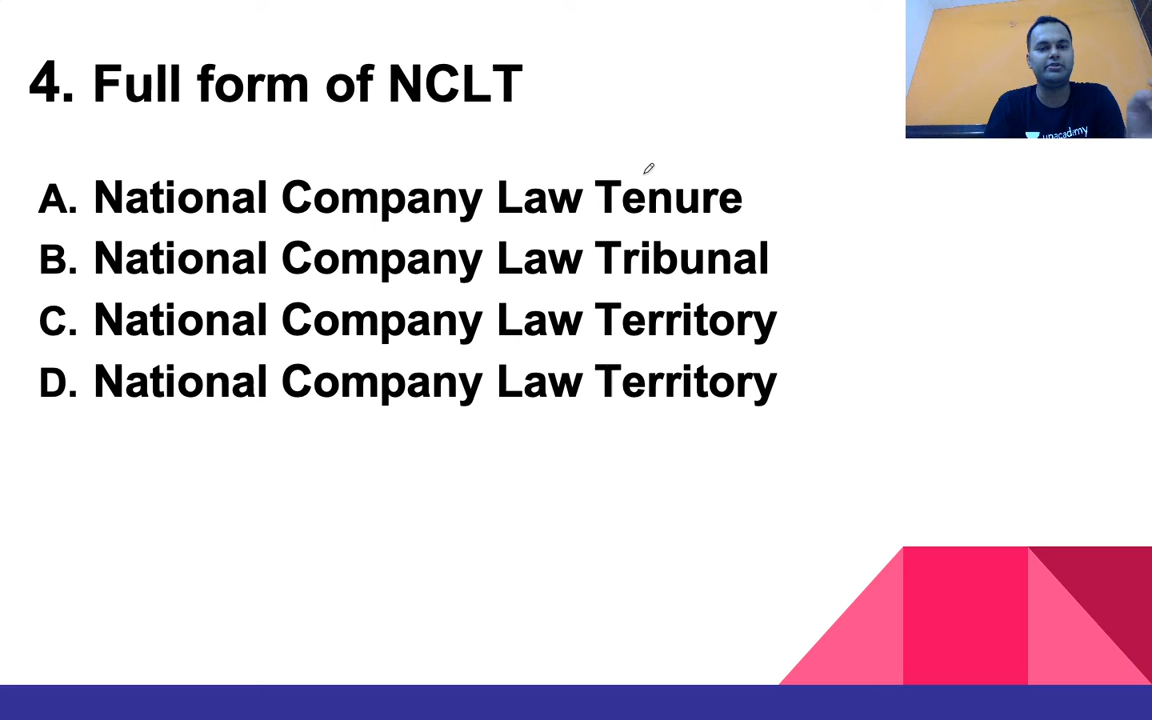 4. Full form of NCLT
unacademy
A. National Company Law Tenure
B. National Company Law Tribunal
C. National Company Law Territory
D. National Company Law Territory